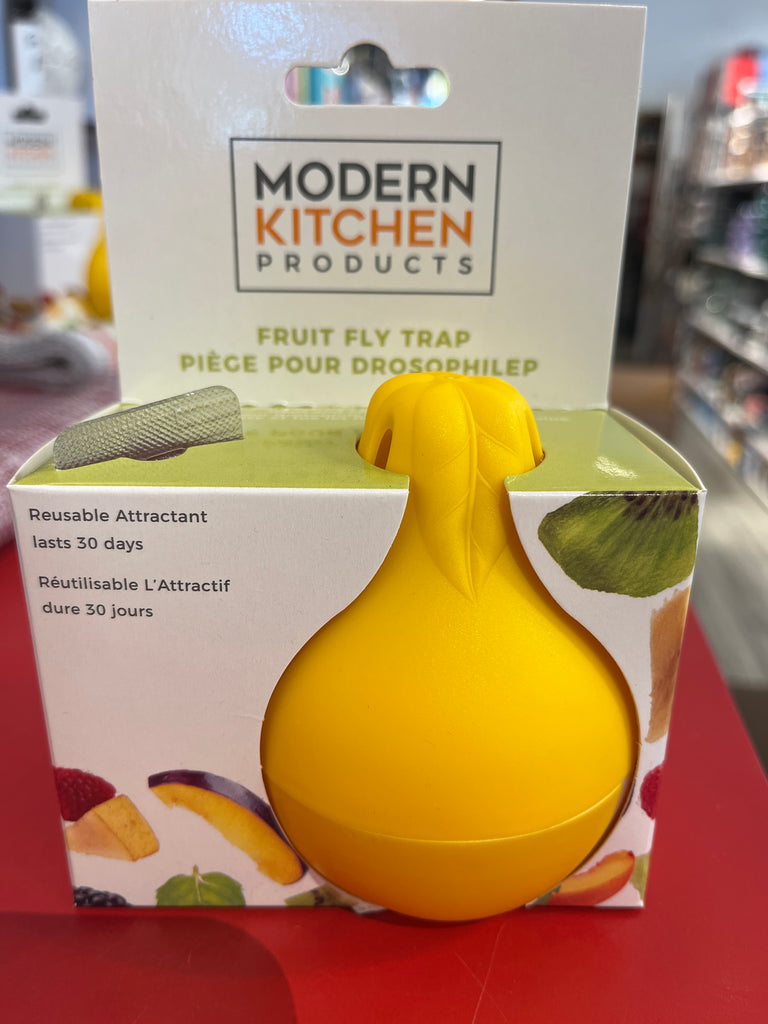 MODERN
KITCHEN
PRODUCTS
FRUIT FLY TRAP
PIÈGE POUR DROSOPHILEP
Reusable Attractant
lasts 30 days
Réutilisable L'Attractif
dure 30 jours
KITCHEN